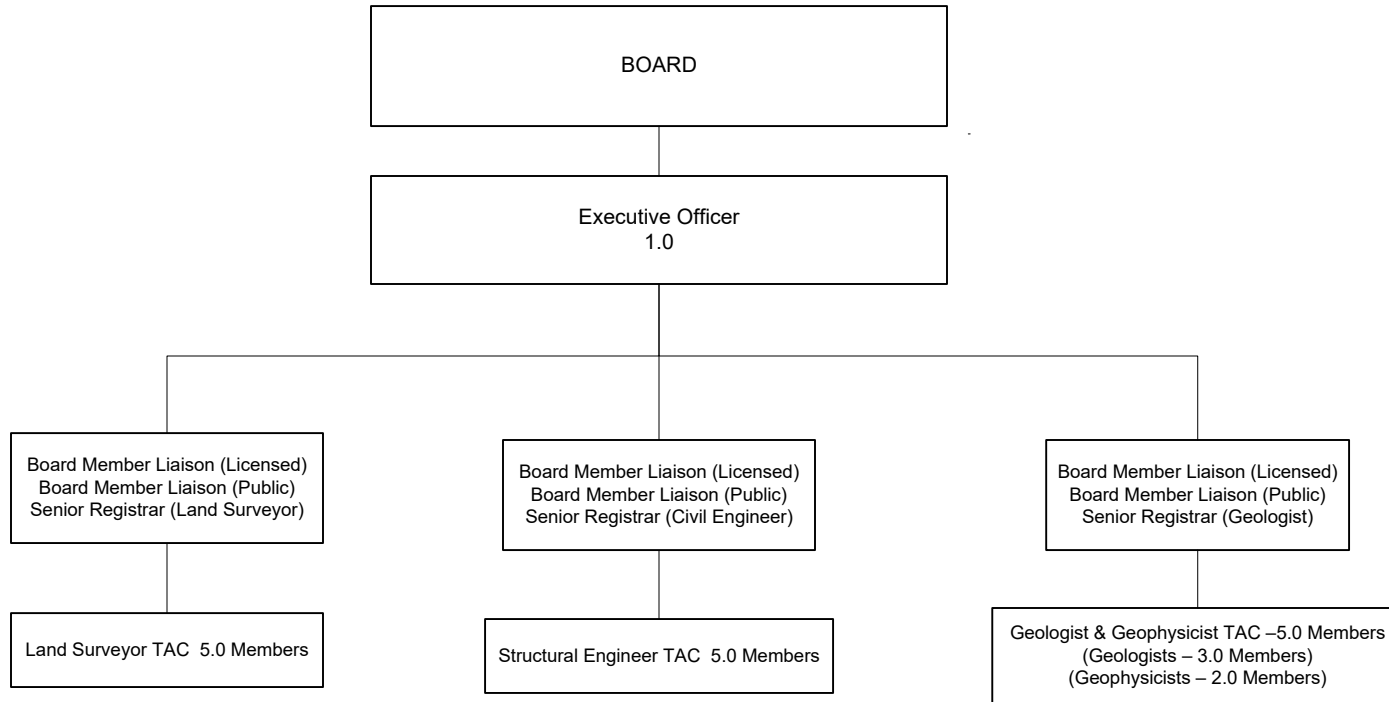 BOARD
Executive Officer
1.0
Board Member Liaison (Licensed)
Board Member Liaison (Public)
Senior Registrar (Land Surveyor)
Board Member Liaison (Licensed)
Board Member Liaison (Public)
Senior Registrar (Civil Engineer)
Board Member Liaison (Licensed)
Board Member Liaison (Public)
Senior Registrar (Geologist)
Land Surveyor TAC  5.0 Members
Structural Engineer TAC  5.0 Members
Geologist & Geophysicist TAC –5.0 Members
(Geologists – 3.0 Members)
(Geophysicists – 2.0 Members)